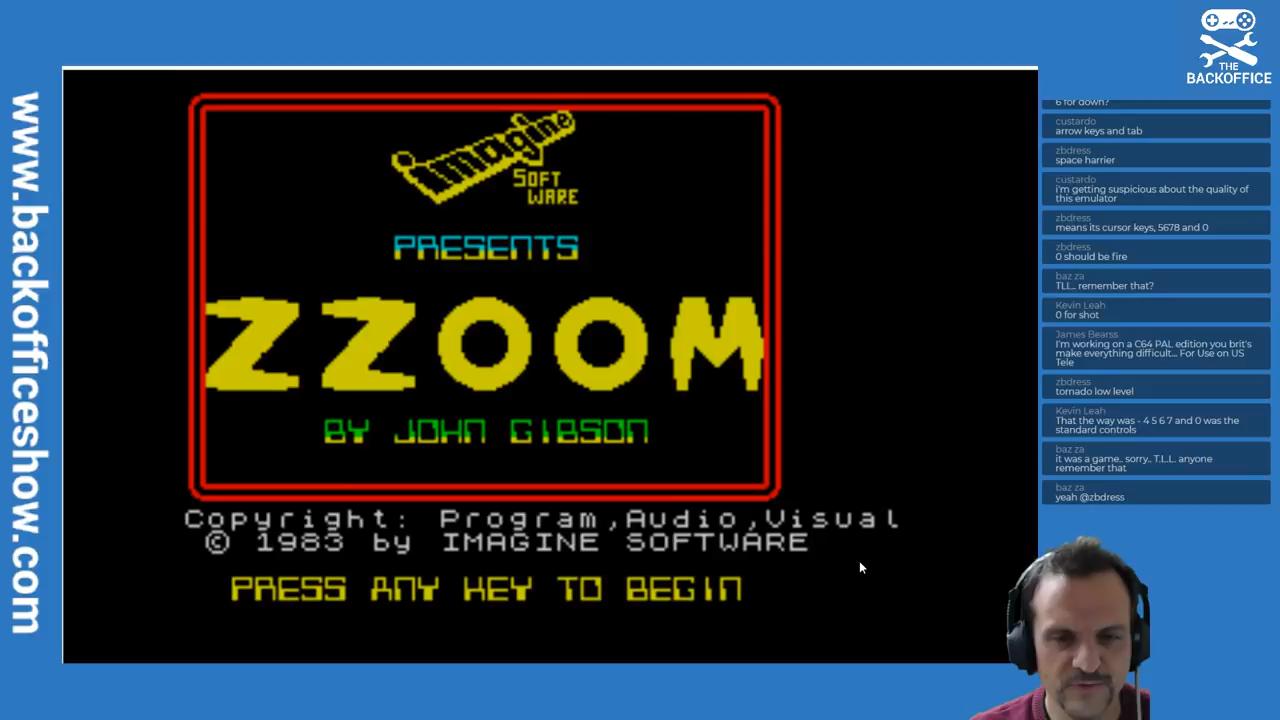 www.backofficeshow.com
imagine
SOFT
WARE
PRESENTS
ZZOOM
BY JOHN GIBSON
Copyright: Program,Audio,Visual
© 1983 by IMAGINE SOFTWARE
PRESS ANY KEY TO BEGIN
THE
BACKOFFICE
6 for down?
custardo
arrow keys and tab
zbdress
space harrier
custardo
i'm getting suspicious about the quality of
this emulator
zbdress
means its cursor keys, 5678 and 0
zbdress
0 should be fire
baz za
T.L.L... remember that?
Kevin Leah
0 for shot
James Bearss
I'm working on a C64 PAL edition you brit's
make everything difficult... For Use on US
Tele
zbdress
tornado low level
Kevin Leah
That the way was - 4 5 6 7 and 0 was the
standard controls
baz za
it was a game.. sorry.. T.L.L. anyone
remember that
baz za
yeah @zbdress